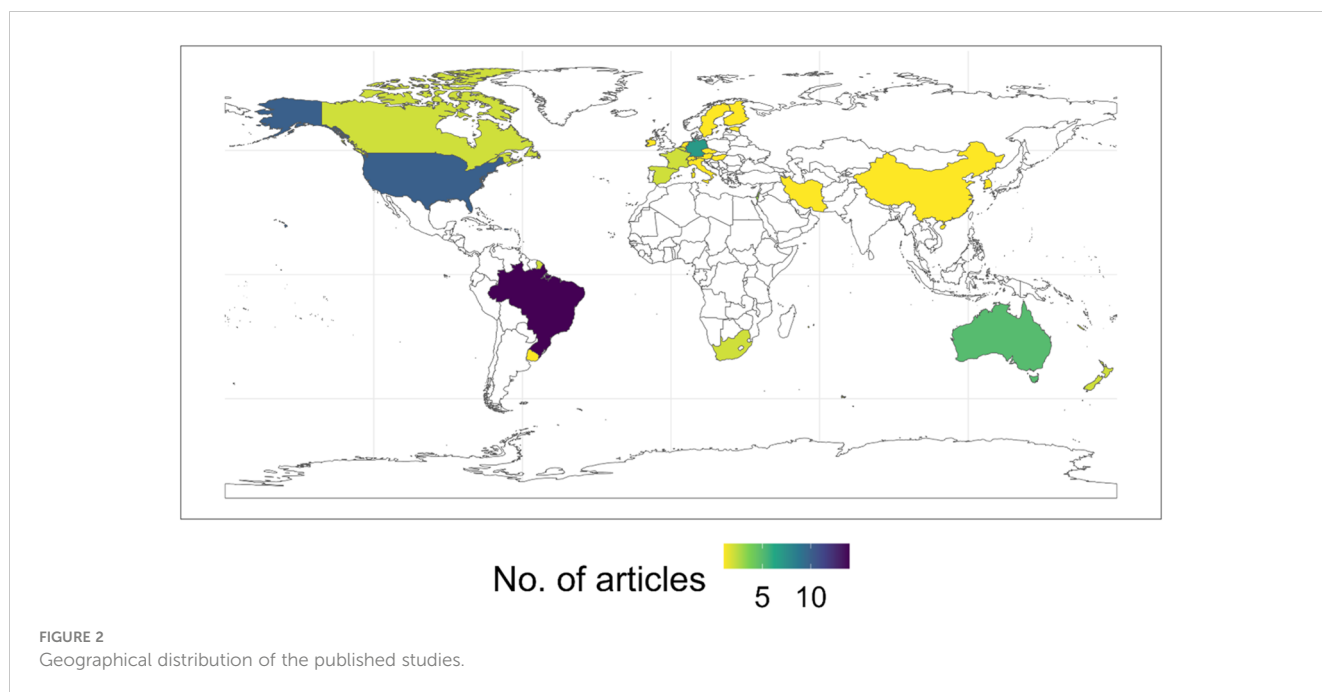 No. of articles
5 10
FIGURE 2
Geographical distribution of the published studies.